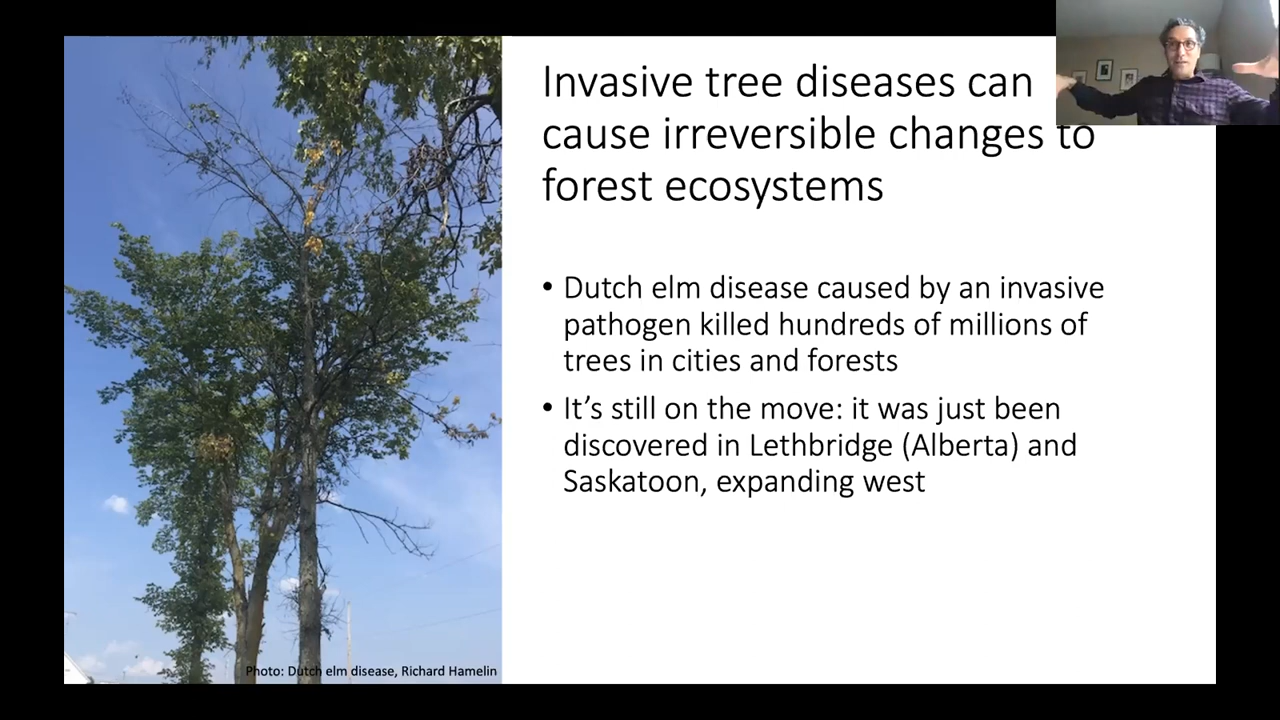 Invasive tree diseases can
cause irreversible changes to
forest ecosystems
• Dutch elm disease caused by an invasive
pathogen killed hundreds of millions of
trees in cities and forests
• It’s still on the move: it was just been
discovered in Lethbridge (Alberta) and
Saskatoon, expanding west
Photo: Dutch elm disease, Richard Hamelin